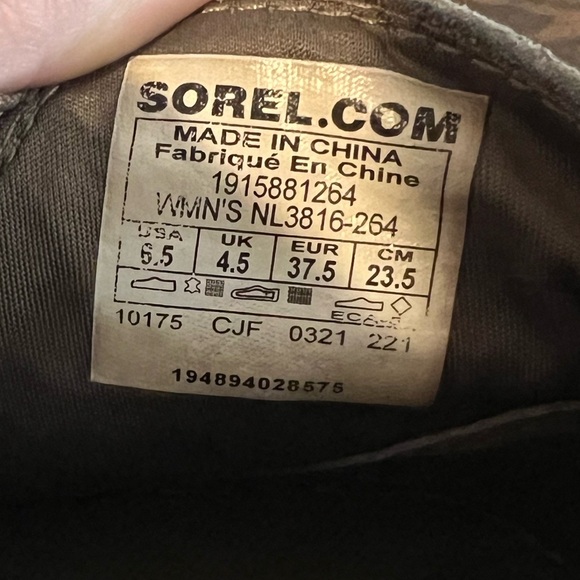 SOREL.COM
MADE IN CHINA
Fabriqué En Chine
1915881264
WMN'S NL3816-264
USA UK EUR CM
6.5 4.5 37.5 23.5
10175 CJF 0321 221
194894028575